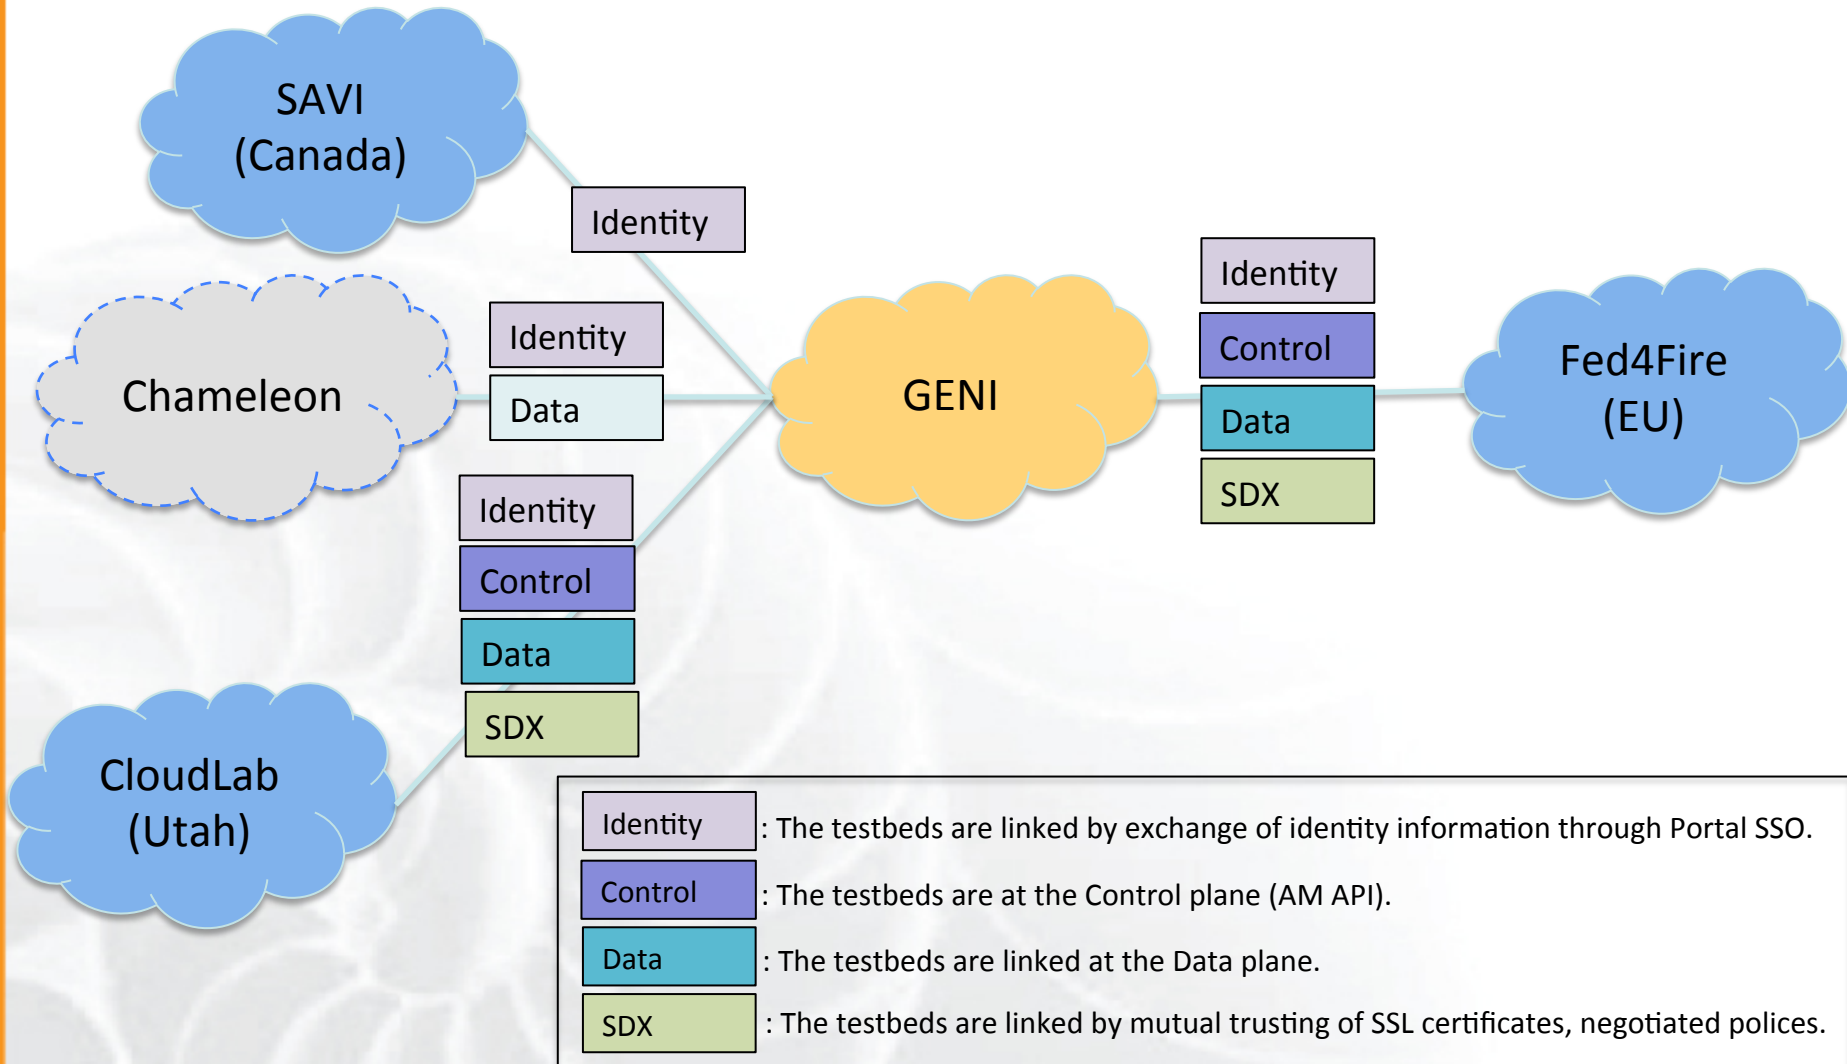 SAVI
(Canada)
Identity
Identity
Control
Data
SDX
Chameleon
Identity
Data
GENI
Fed4Fire
(EU)
Identity
Control
Data
SDX
CloudLab
(Utah)
Identity : The testbeds are linked by exchange of identity information through Portal SSO.
Control : The testbeds are at the Control plane (AM API).
Data : The testbeds are linked at the Data plane.
SDX : The testbeds are linked by mutual trusting of SSL certificates, negotiated polices.